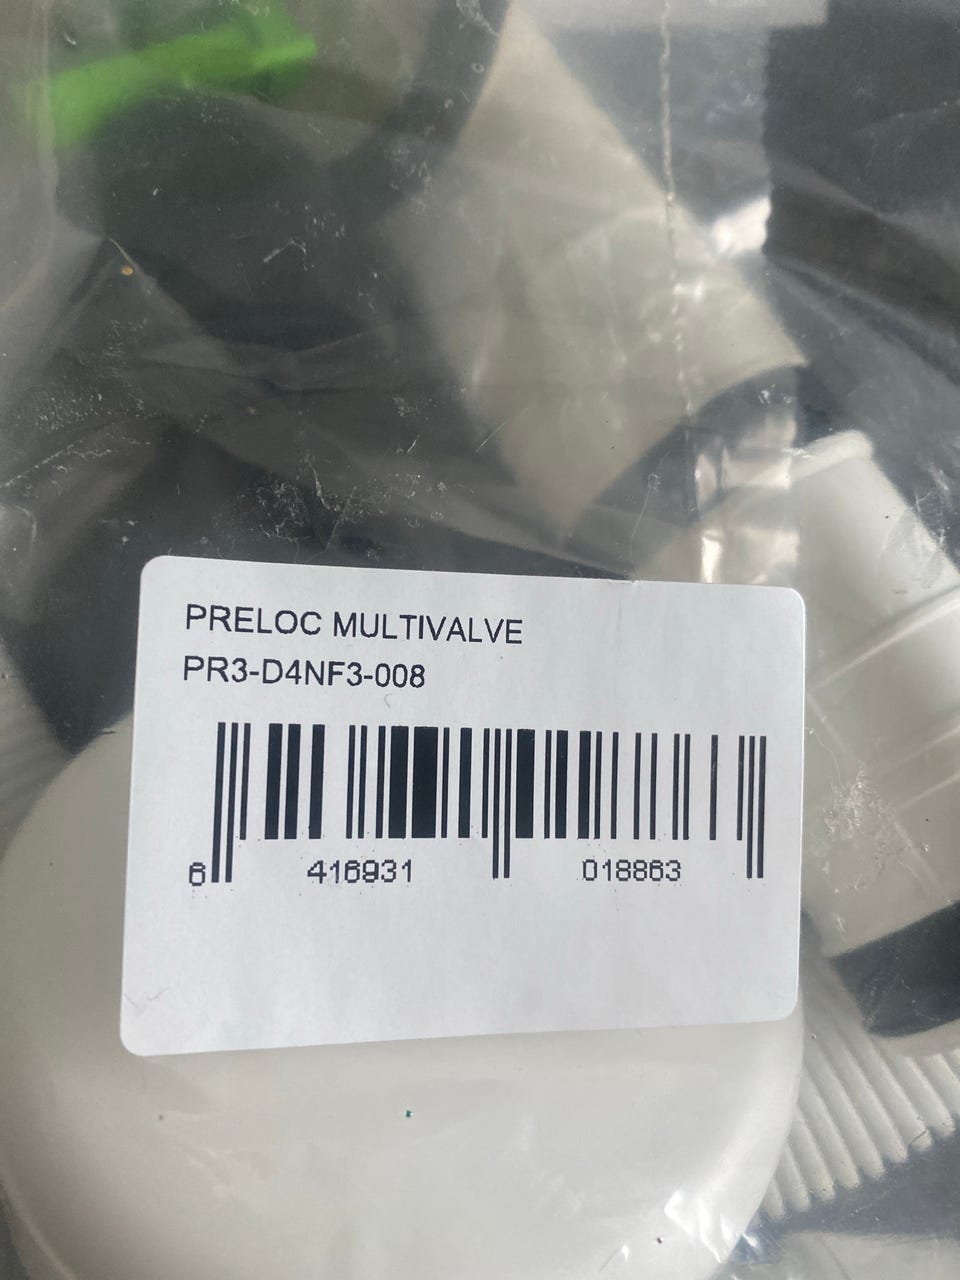 PRELOC MULTIVALVE
PR3-D4NF3-008
6 416931 018863